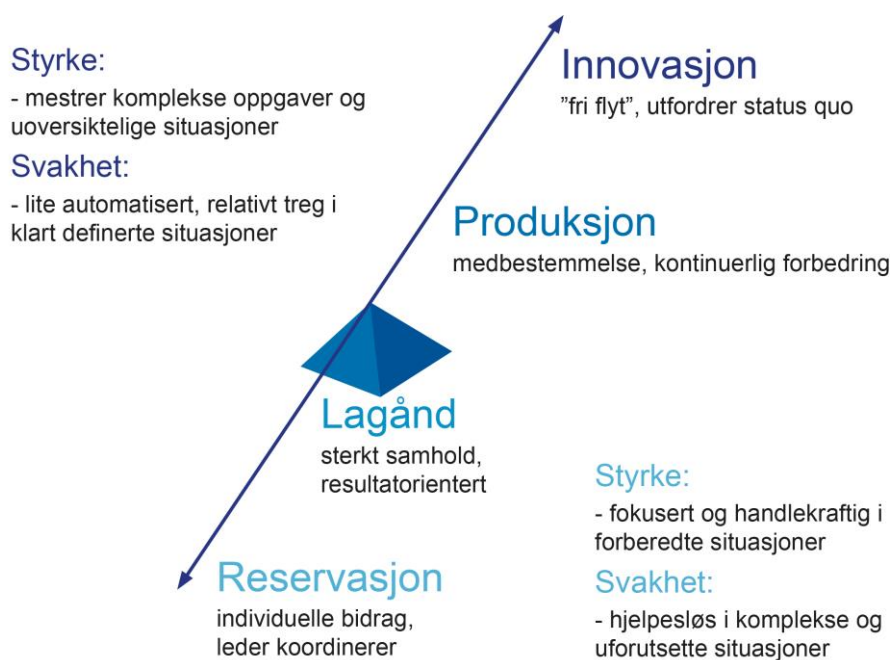 Styrke:
- mestrer komplekse oppgaver og
uoversiktelige situasjoner
Svakhet:
- lite automatisert, relativt treg i
klart definerte situasjoner
Innovasjon
”fri flyt”, utfordrer status quo
Produksjon
medbestemmelse, kontinuerlig forbedring
Lagånd
sterkt samhold,
resultatorientert
Reservasjon
individuelle bidrag,
leder koordinerer
Styrke:
- fokusert og handlekraftig i
forberedte situasjoner
Svakhet:
- hjelpesløs i komplekse og
uforutsette situasjoner